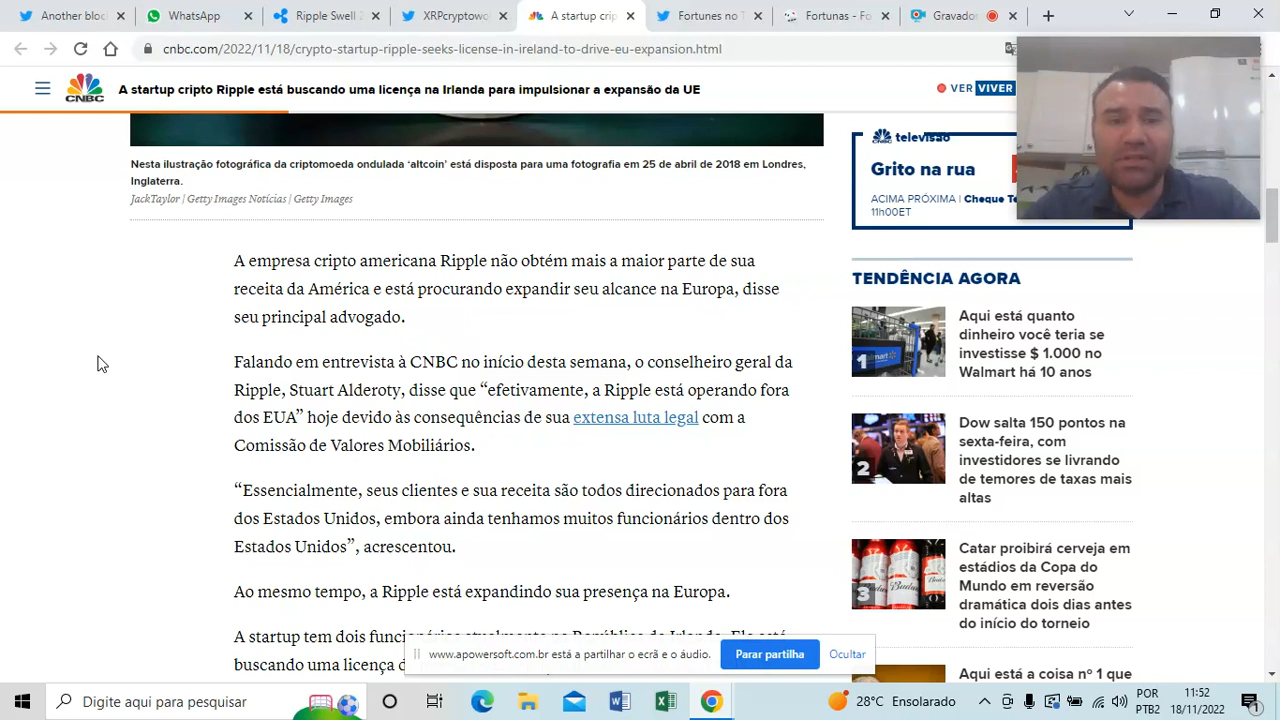 Another b
WhatsApp
Ripple Swell 2
XRPcryptowc
A startup crip
Fortunes no T
Fortunas - Fo
Gravador
cnbc.com/2022/11/18/crypto-startup-ripple-seeks-license-in-ireland-to-drive-eu-expansion.html
CNBC
A startup cripto Ripple está buscando uma licença na Irlanda para impulsionar a expansão da UE
VER VIVER
Nesta ilustração fotográfica da criptomoeda ondulada ‘altcoin’ está disposta para uma fotografia em 25 de abril de 2018 em Londres,
Inglaterra.
JackTaylor | Getty Images Notícias | Getty Images
A empresa cripto americana Ripple não obtém mais a maior parte de sua
receita da América e está procurando expandir seu alcance na Europa, disse
seu principal advogado.
Falando em entrevista à CNBC no início desta semana, o conselheiro geral da
Ripple, Stuart Alderoty, disse que “efetivamente, a Ripple está operando fora
dos EUA” hoje devido às consequências de sua extensa luta legal com a
Comissão de Valores Mobiliários.
“Essencialmente, seus clientes e sua receita são todos direcionados para fora
dos Estados Unidos, embora ainda tenhamos muitos funcionários dentro dos
Estados Unidos”, acrescentou.
Ao mesmo tempo, a Ripple está expandindo sua presença na Europa.
A startup tem dois
buscando uma licença
televisão
Grito na rua
ACIMA PRÓXIMA | Cheque
11h00ET
TENDÊNCIA AGORA
1
Aqui está quanto
dinheiro você teria se
investisse $ 1.000 no
Walmart há 10 anos
2
Dow salta 150 pontos na
sexta-feira, com
investidores se livrando
de temores de taxas mais
altas
3
Catar proibirá cerveja em
estádios da Copa do
Mundo em reversão
dramática dois dias antes
do início do torneio
Aqui está a coisa nº 1 que
www.apowersoft.com.br está a partilhar o ecrã e o áudio.
Parar partilha
Ocultar
Digite aqui para pesquisar
28°C Ensolarado
POR
PTB2
11:52
18/11/2022
1